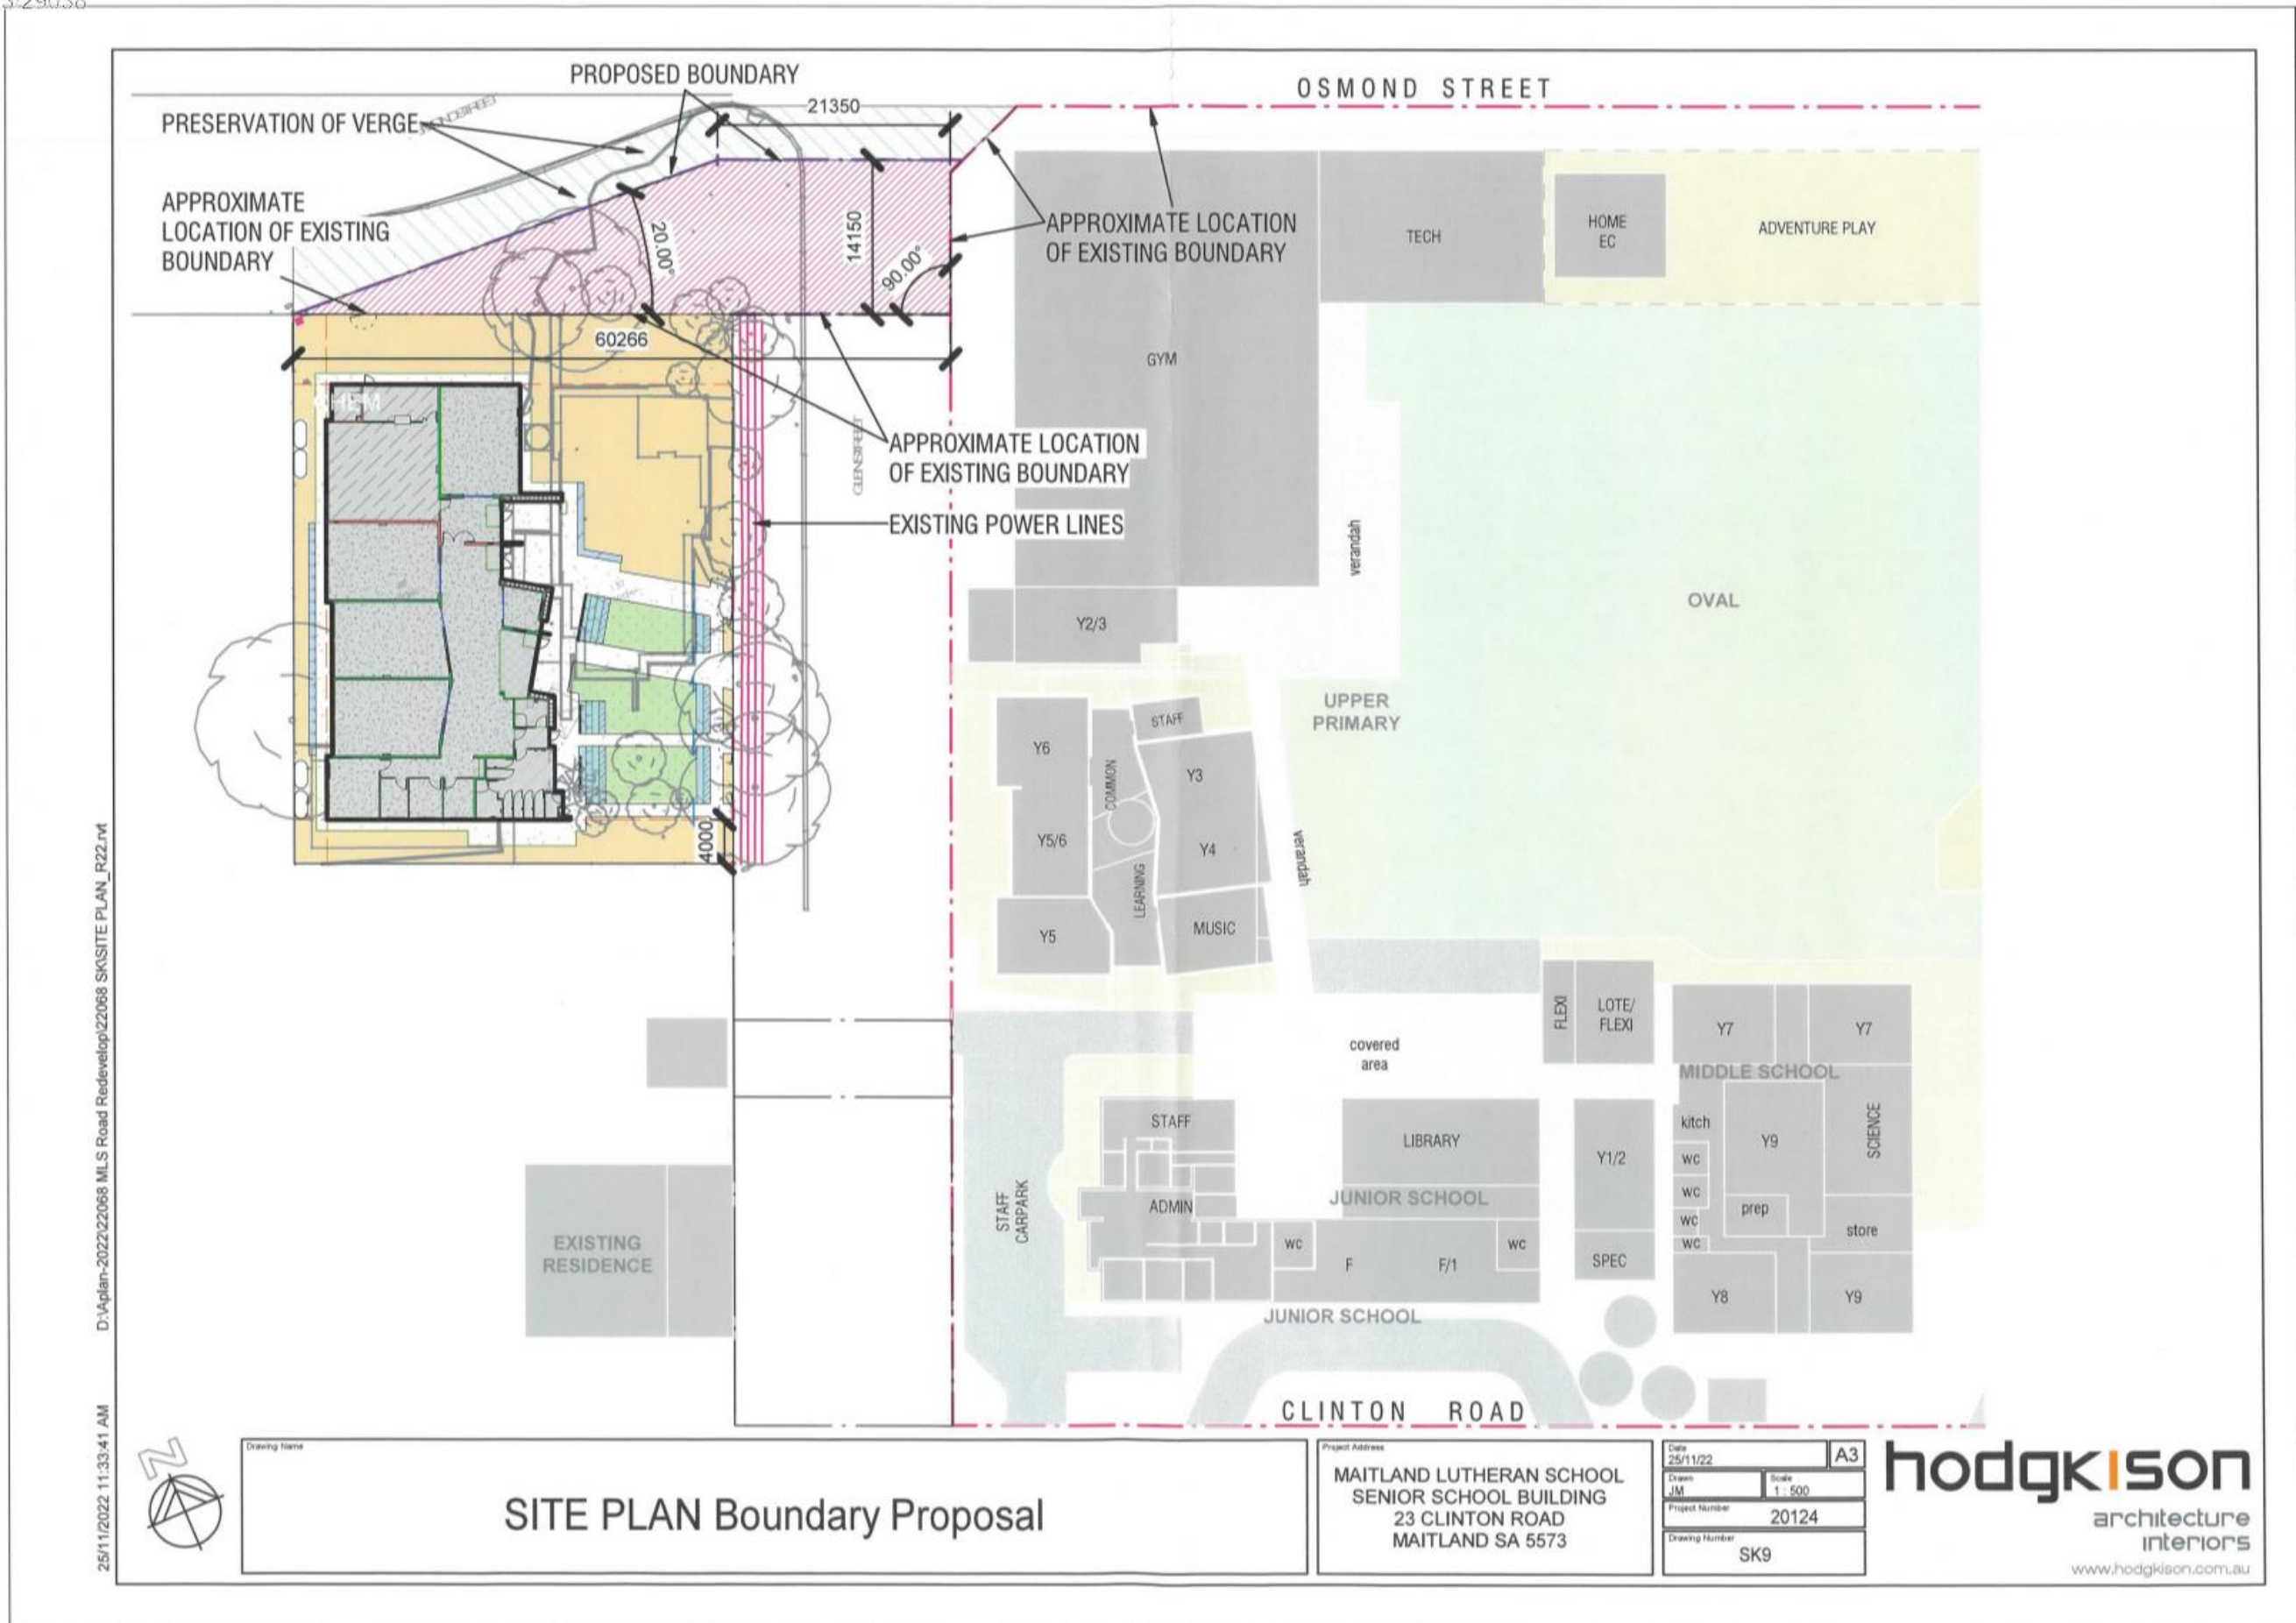 PROPOSED BOUNDARY
OSMOND STREET
21350
PRESERVATION OF VERGE
APPROXIMATE
LOCATION OF EXISTING
BOUNDARY
20.00°
14150
90.00°
APPROXIMATE LOCATION
OF EXISTING BOUNDARY
TECH
HOME
EC
ADVENTURE PLAY
60266
GYM
APPROXIMATE LOCATION
OF EXISTING BOUNDARY
EXISTING POWER LINES
verandah
OVAL
Y2/3
UPPER
PRIMARY
STAFF
Y6
COMMON
Y3
Y5/6
Y4
verandah
4000
LEARNING
Y5
MUSIC
FLEXI
LOTE/
FLEXI
Y7
Y7
covered
area
MIDDLE SCHOOL
STAFF
LIBRARY
Y1/2
kitch
Y9
SCIENCE
wc
wc
wc
wc
prep
store
STAFF
CARPARK
ADMIN
JUNIOR SCHOOL
EXISTING
RESIDENCE
WC
F
F/1
WC
SPEC
Y8
Y9
JUNIOR SCHOOL
CLINTON ROAD
25/11/2022 11:33:41 AM D:\Aplan-2022\22068 MLS Road Redevelop\22068 SK\SITE PLAN_R22.rvt
Drawing Name
SITE PLAN Boundary Proposal
Project Address
MAITLAND LUTHERAN SCHOOL
SENIOR SCHOOL BUILDING
23 CLINTON ROAD
MAITLAND SA 5573
Date
25/11/22
A3
Drawn
JM
Scale
1 : 500
Project Number
20124
Drawing Number
SK9
hodgkison
architecture
interiors
www.hodgkison.com.au